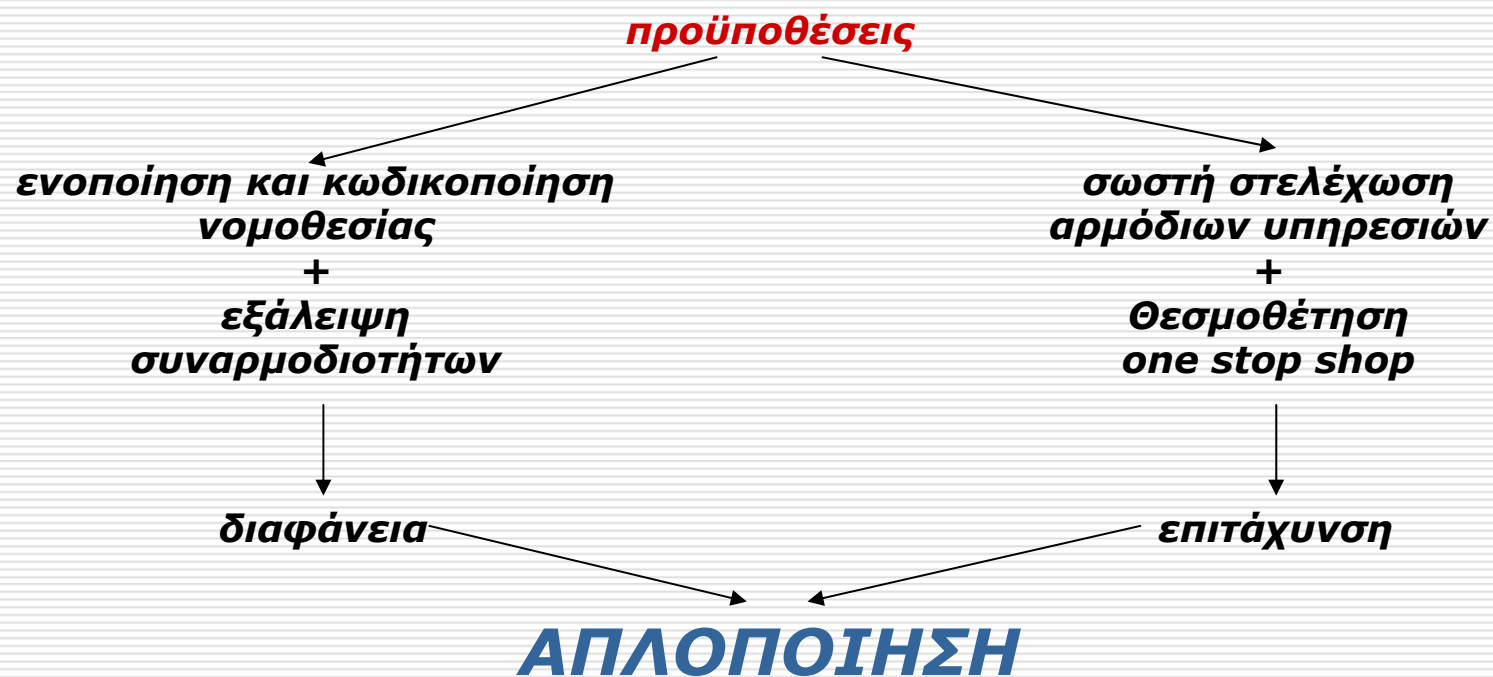 προϋποθέσεις
ενοποίηση και κωδικοποίηση
νομοθεσίας
+
εξάλειψη
συναρμοδιοτήτων
σωστή στελέχωση
αρμόδιων υπηρεσιών
+
Θεσμοθέτηση
one stop shop
διαφάνεια
επιτάχυνση
ΑΠΛΟΠΟΙΗΣΗ